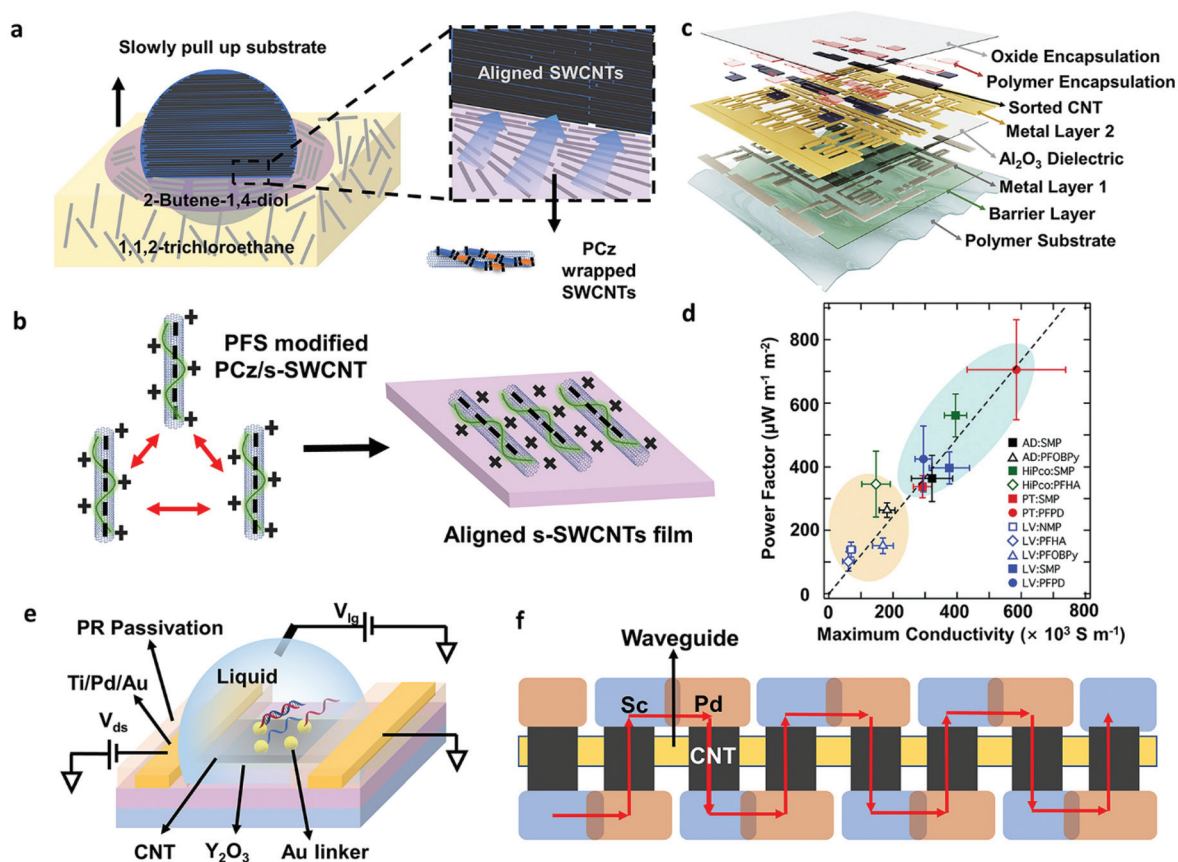 a
Slowly pull up substrate
2-Butene-1,4-diol
1,1,2-trichloroethane
Aligned SWCNTs
PCz
wrapped
SWCNTs
c
Oxide Encapsulation
Polymer Encapsulation
Sorted CNT
Metal Layer 2
Al₂O₃ Dielectric
Metal Layer 1
Barrier Layer
Polymer Substrate
b
PFS modified
PCz/s-SWCNT
+
+
+
+
+
+
+
+
+
+
+
+
Aligned s-SWCNTs film
d
Power Factor (μW m⁻¹ m⁻²)
800
600
400
200
0
0
200
400
600
800
Maximum Conductivity (× 10³ S m⁻¹)
AD:SMP
AD:PFOBPy
HiPco:SMP
HiPco:PFHA
PT:SMP
PT:PFPD
LV:NMP
LV:PFHA
LV:PFOBPy
LV:SMP
LV:PFPD
e
PR Passivation
Ti/Pd/Au
V_ds
Liquid
V_lg
CNT
Y₂O₃
Au linker
f
Waveguide
Sc
Pd
CNT